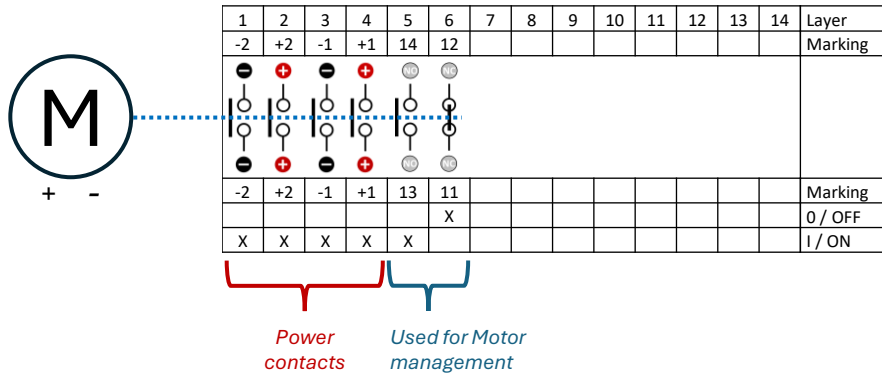 1 2 3 4 5 6 7 8 9 10 11 12 13 14 Layer
-2 +2 -1 +1 14 12 Marking
- + - + NO NC
M
- + - + NO NC
+ -
-2 +2 -1 +1 13 11 Marking
X 0 / OFF
X X X X X I / ON
Power
contacts
Used for Motor
management